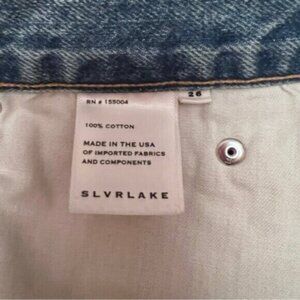 RN # 155004
26
100% COTTON
MADE IN THE USA
OF IMPORTED FABRICS
AND COMPONENTS
SLVRLAKE